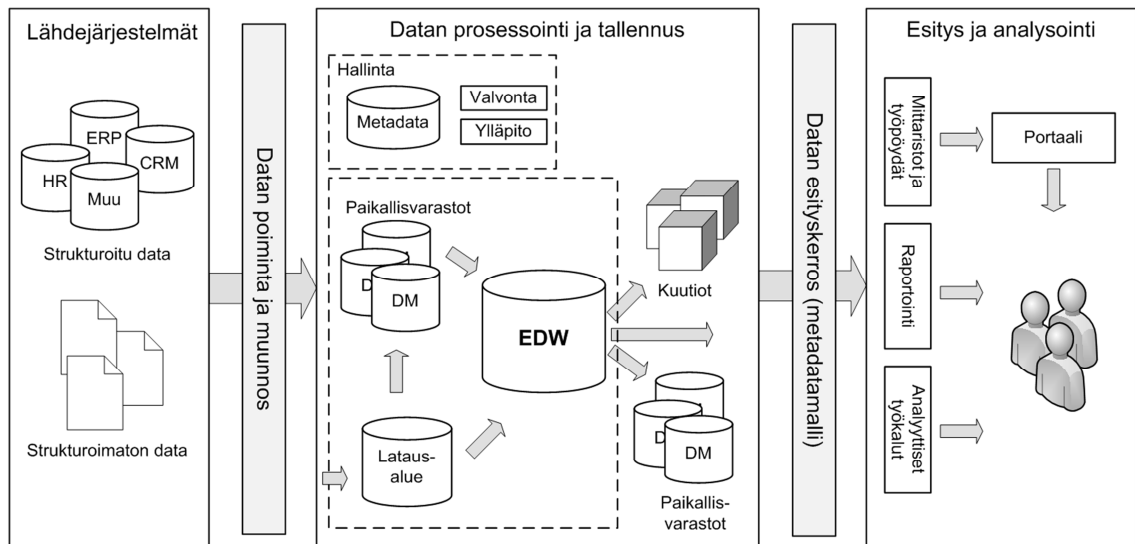 Lähdejärjestelmät
ERP
CRM
HR
Muu
Strukturoitu data
Strukturoimaton data
Datan poiminta ja muunnos
Datan prosessointi ja tallennus
Hallinta
Metadata
Valvonta
Ylläpito
Paikallisvarastot
D
DM
Lataus-
alue
EDW
Kuutiot
D
DM
Paikallis-
varastot
Datan esityskerros (metadatamalli)
Esitys ja analysointi
Mittaristot ja
työpöydät
Portaali
Raportointi
Analyyttiset
työkalut